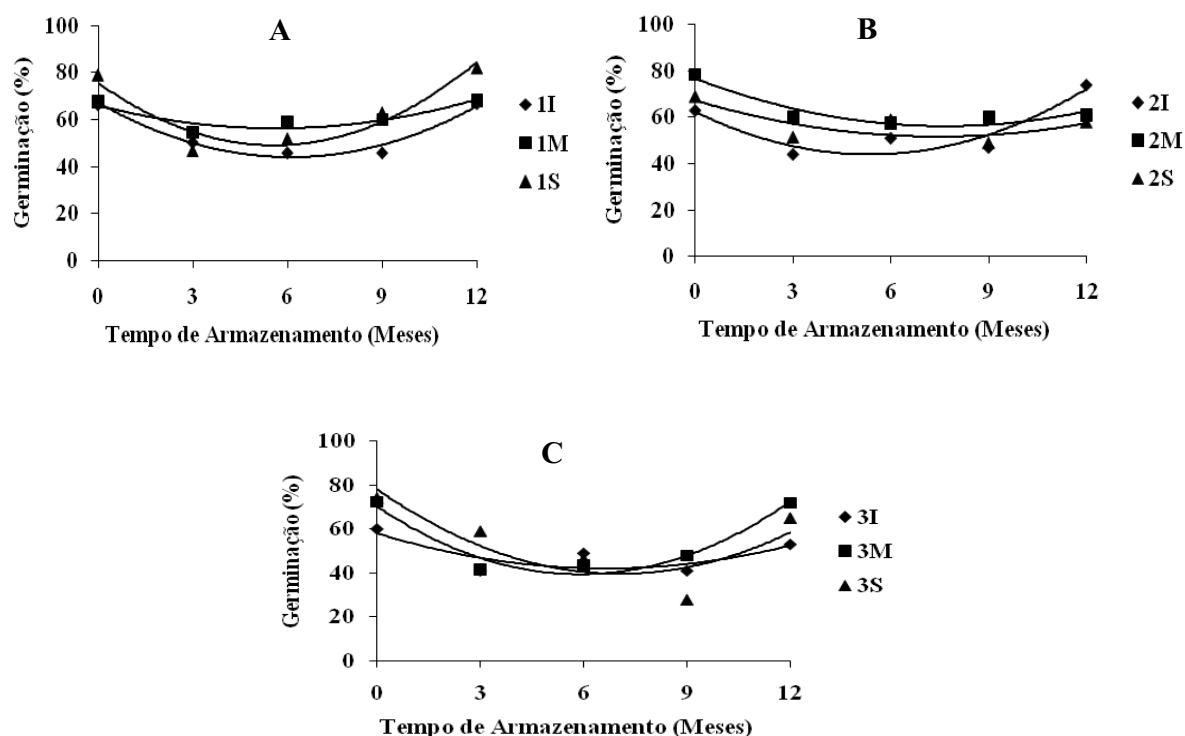 A
Germinação (%)
100
80
60
40
20
0
0 3 6 9 12
Tempo de Armazenamento (Meses)
1I
1M
1S
B
Germinação (%)
100
80
60
40
20
0
0 3 6 9 12
Tempo de Armazenamento (Meses)
2I
2M
2S
C
Germinação (%)
100
80
60
40
20
0
0 3 6 9 12
Tempo de Armazenamento (Meses)
3I
3M
3S